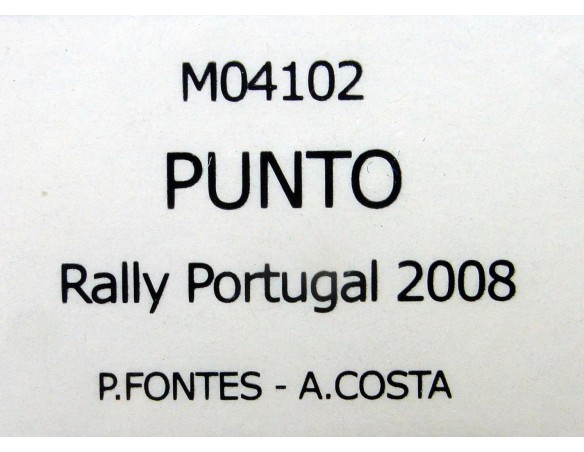 M04102
PUNTO
Rally Portugal 2008
P.FONTES - A.COSTA